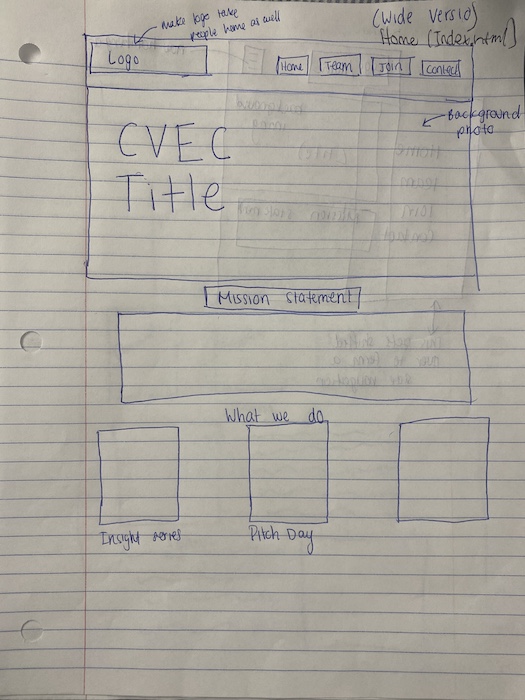 make logo take
people home as well
(Wide Versio)
Home (Index.html)
Logo
Home
Team
Join
Contact
Background
photo
CVEC
Title
Mission Statement
What we do
Insight series
Pitch Day